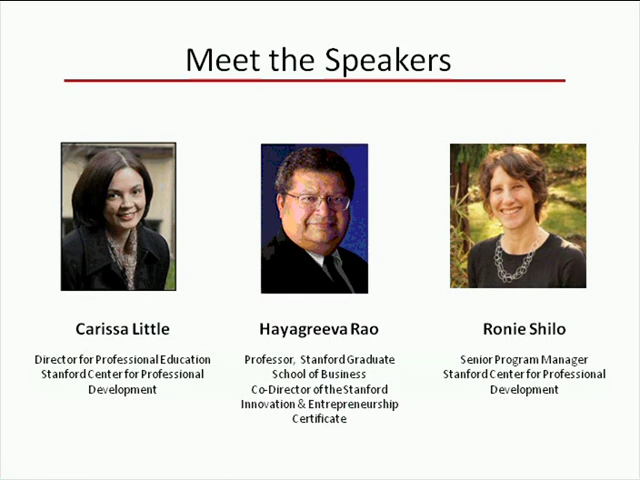 Meet the Speakers
Carissa Little
Director for Professional Education
Stanford Center for Professional
Development
Hayagreeva Rao
Professor, Stanford Graduate
School of Business
Co-Director of the Stanford
Innovation & Entrepreneurship
Certificate
Ronie Shilo
Senior Program Manager
Stanford Center for Professional
Development